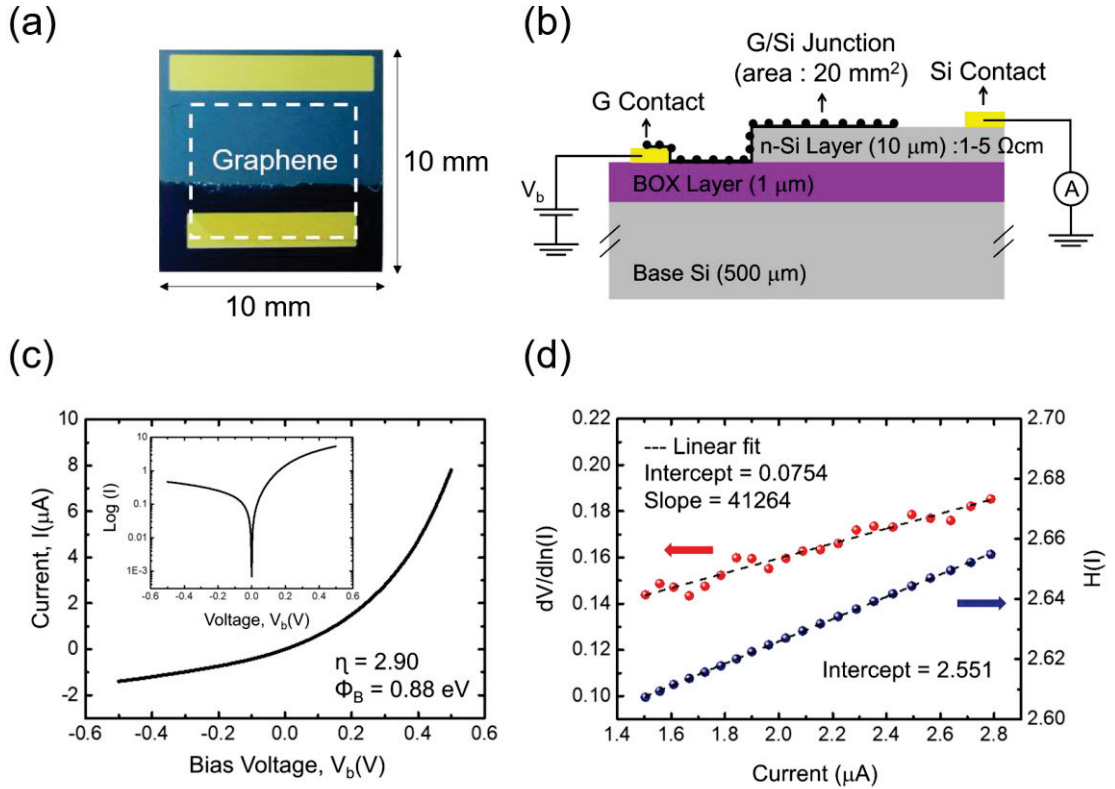 (a)
Graphene
10 mm
10 mm
(b)
G/Si Junction
(area : 20 mm²)
Si Contact
G Contact
n-Si Layer (10 μm) :1-5 Ωcm
BOX Layer (1 μm)
V_b
A
Base Si (500 μm)
(c)
Current, I(μA)
10
8
6
4
2
0
-2
-0.6
-0.4
-0.2
0.0
0.2
0.4
0.6
Bias Voltage, V_b(V)
Log (I)
10
1
0.1
0.01
1E-3
-0.6
-0.4
-0.2
0.0
0.2
0.4
0.6
Voltage, V_b(V)
η = 2.90
Φ_B = 0.88 eV
(d)
dV/dln(I)
0.22
0.20
0.18
0.16
0.14
0.12
0.10
--- Linear fit
Intercept = 0.0754
Slope = 41264
Intercept = 2.551
2.70
2.68
2.66
2.64
2.62
2.60
H(I)
1.4
1.6
1.8
2.0
2.2
2.4
2.6
2.8
3.0
Current (μA)